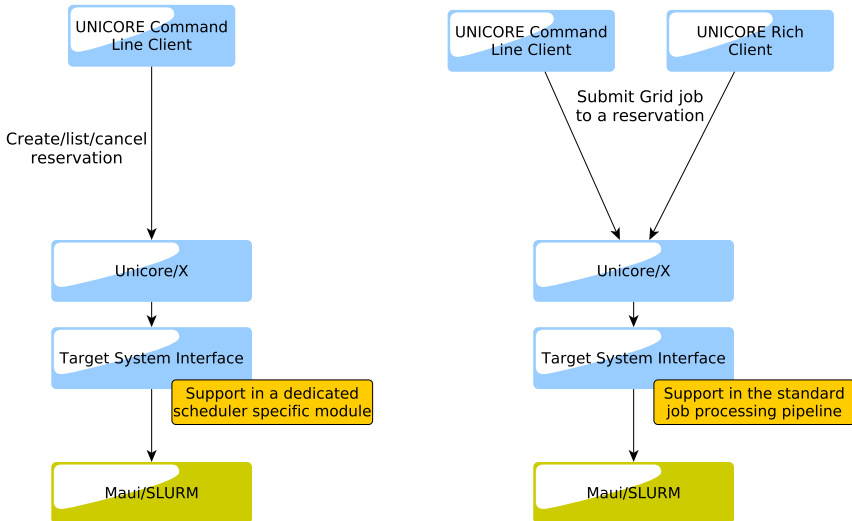 UNICORE Command
Line Client
Create/list/cancel
reservation
Unicore/X
Target System Interface
Support in a dedicated
scheduler specific module
Maui/SLURM
UNICORE Command
Line Client
UNICORE Rich
Client
Submit Grid job
to a reservation
Unicore/X
Target System Interface
Support in the standard
job processing pipeline
Maui/SLURM